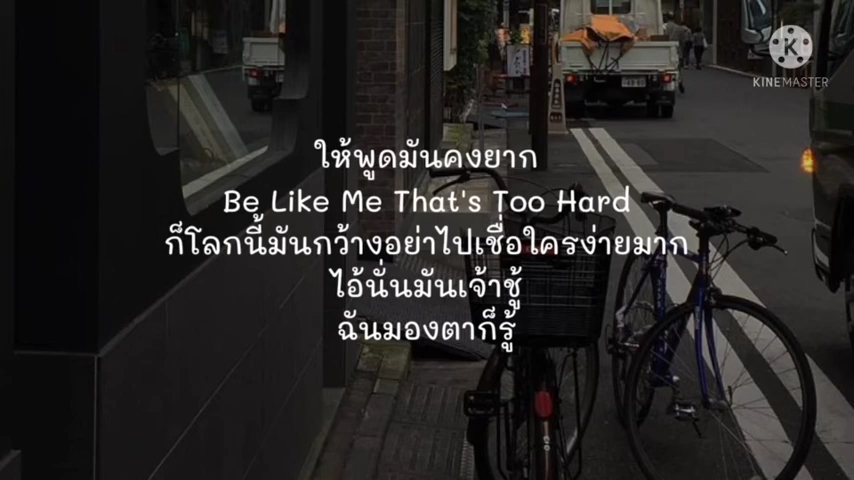 K
KINEMASTER
ให้พูดมันคงยาก
Be Like Me That's Too Hard
ก็โลกนี้มันกว้างอย่าไปเชื่อใครง่ายมาก
ไอ้นั่นมันเจ้าชู้
ฉันมองตาก็รู้